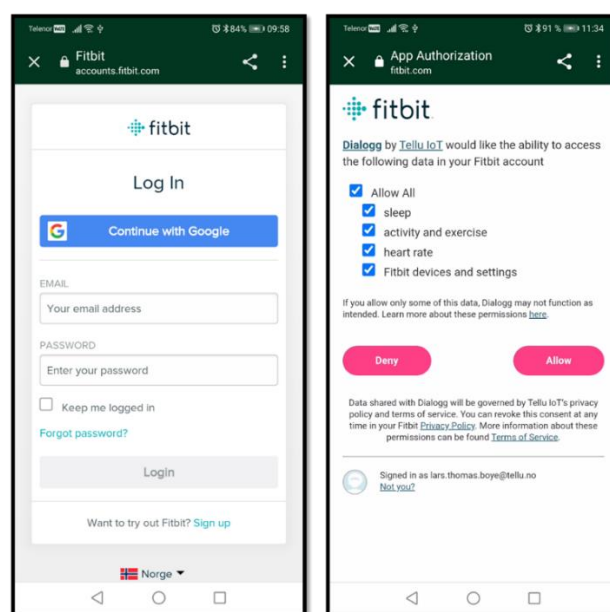 Telenor VoLTE 84% 09:58
Fitbit
accounts.fitbit.com
fitbit
Log In
Continue with Google
EMAIL
Your email address
PASSWORD
Enter your password
Keep me logged in
Forgot password?
Login
Want to try out Fitbit? Sign up
Norge
Telenor VoLTE 91 % 11:34
App Authorization
fitbit.com
fitbit
Dialogg by Tellu IoT would like the ability to access
the following data in your Fitbit account
Allow All
sleep
activity and exercise
heart rate
Fitbit devices and settings
If you allow only some of this data, Dialogg may not function as
intended. Learn more about these permissions here.
Deny Allow
Data shared with Dialogg will be governed by Tellu IoT's privacy
policy and terms of service. You can revoke this consent at any
time in your Fitbit Privacy Policy. More information about these
permissions can be found Terms of Service.
Signed in as lars.thomas.boye@tellu.no
Not you?